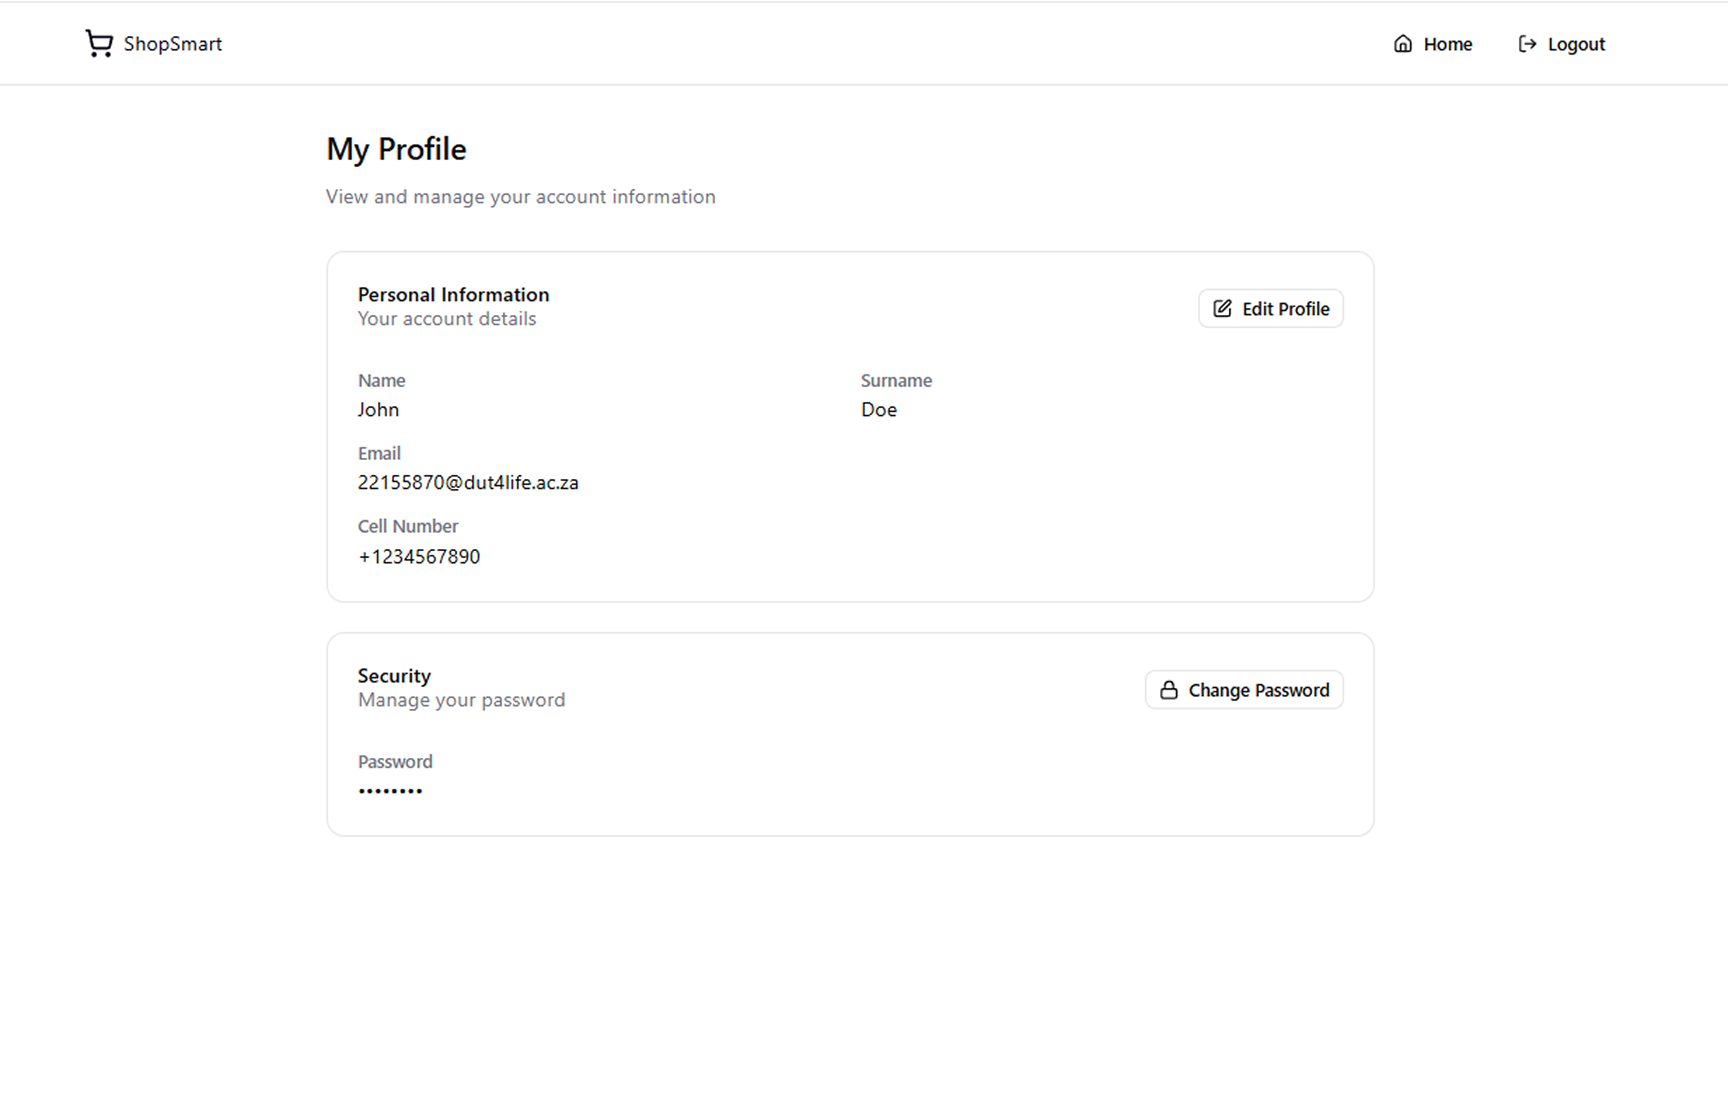 ShopSmart
Home
Logout
My Profile
View and manage your account information
Personal Information
Your account details
Edit Profile
Name
Surname
John
Doe
Email
22155870@dut4life.ac.za
Cell Number
+1234567890
Security
Manage your password
Change Password
Password
••••••••